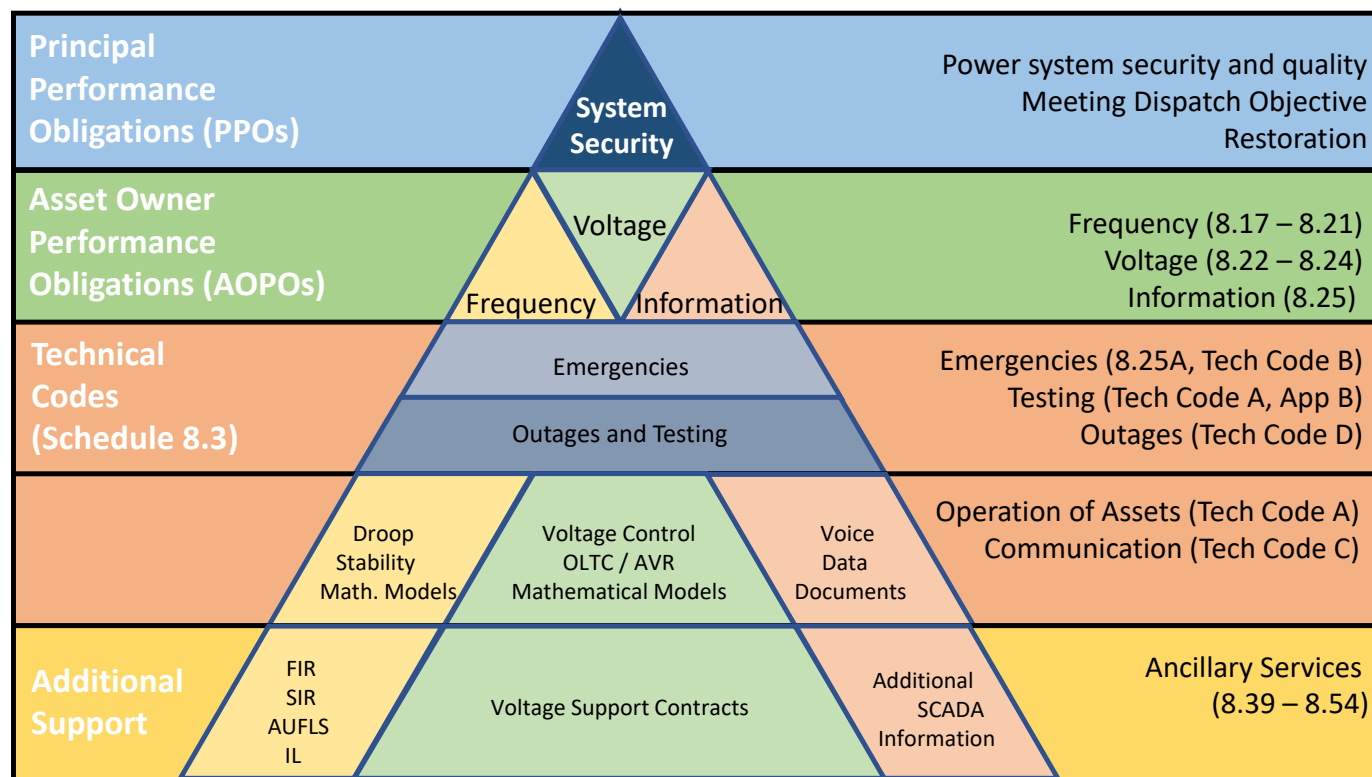 Principal
Performance
Obligations (PPOs)
System
Security
Power system security and quality
Meeting Dispatch Objective
Restoration
Asset Owner
Performance
Obligations (AOPOs)
Voltage
Frequency
Information
Frequency (8.17 – 8.21)
Voltage (8.22 – 8.24)
Information (8.25)
Technical
Codes
(Schedule 8.3)
Emergencies
Outages and Testing
Emergencies (8.25A, Tech Code B)
Testing (Tech Code A, App B)
Outages (Tech Code D)
Droop
Stability
Math. Models
Voltage Control
OLTC / AVR
Mathematical Models
Voice
Data
Documents
Operation of Assets (Tech Code A)
Communication (Tech Code C)
Additional
Support
FIR
SIR
AUFLS
IL
Voltage Support Contracts
Additional
SCADA
Information
Ancillary Services
(8.39 – 8.54)